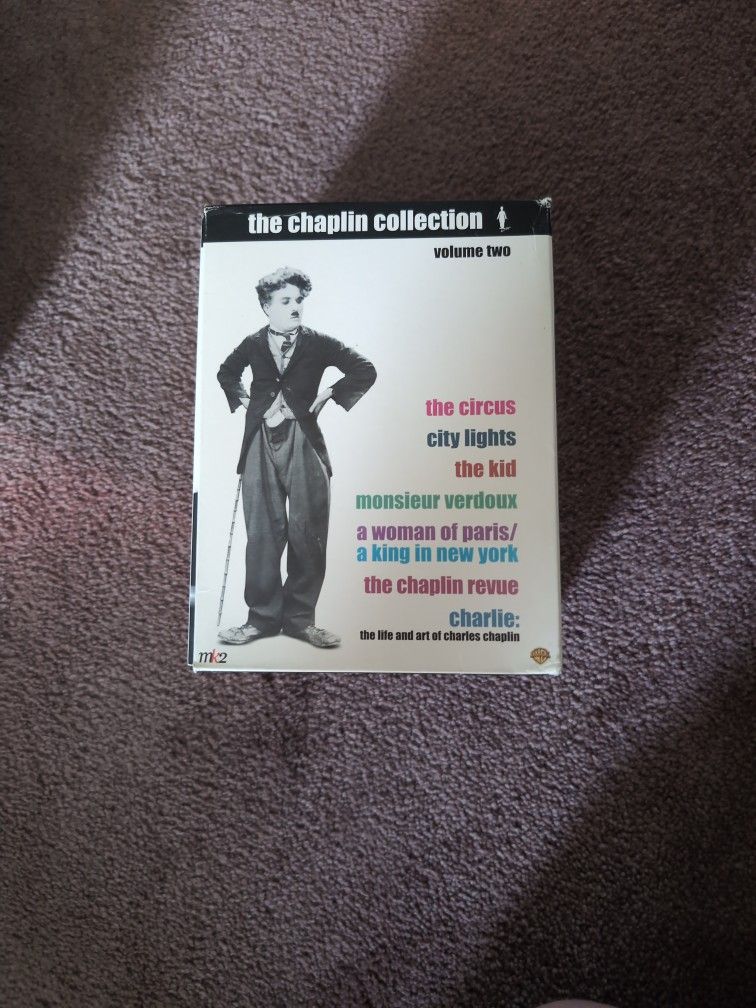 the chaplin collection
volume two
the circus
city lights
the kid
monsieur verdoux
a woman of paris/
a king in new york
the chaplin revue
charlie:
the life and art of charles chaplin
mk2